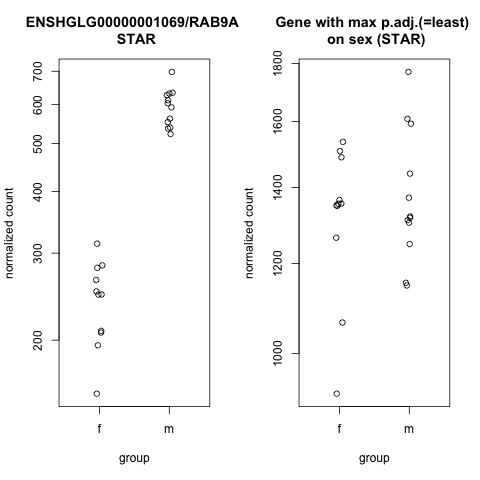 ENSHGLG00000001069/RAB9A
STAR
normalized count
700
600
500
400
300
200
f
m
group
Gene with max p.adj.(=least)
on sex (STAR)
normalized count
1800
1600
1400
1200
1000
f
m
group